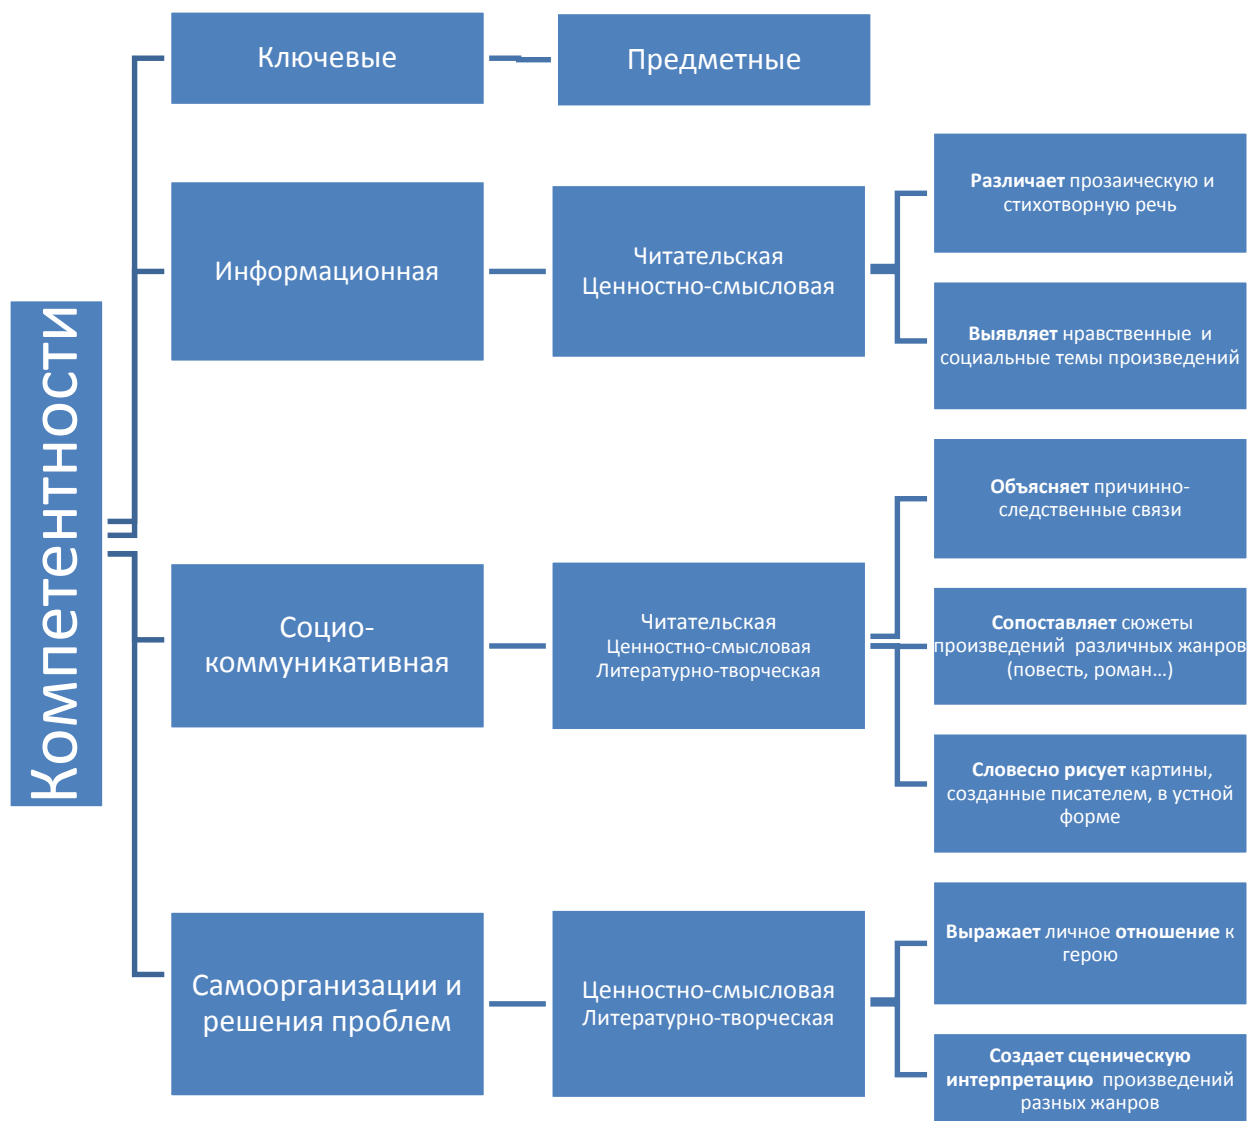 Компетентности
Ключевые
Предметные
Информационная
Читательская
Ценностно-смысловая
Различает прозаическую и
стихотворную речь
Выявляет нравственные и
социальные темы произведений
Социо-
коммуникативная
Читательская
Ценностно-смысловая
Литературно-творческая
Объясняет причинно-
следственные связи
Сопоставляет сюжеты
произведений различных жанров
(повесть, роман...)
Словесно рисует картины,
созданные писателем, в устной
форме
Самоорганизации и
решения проблем
Ценностно-смысловая
Литературно-творческая
Выражает личное отношение к
герою
Создает сценическую
интерпретацию произведений
разных жанров